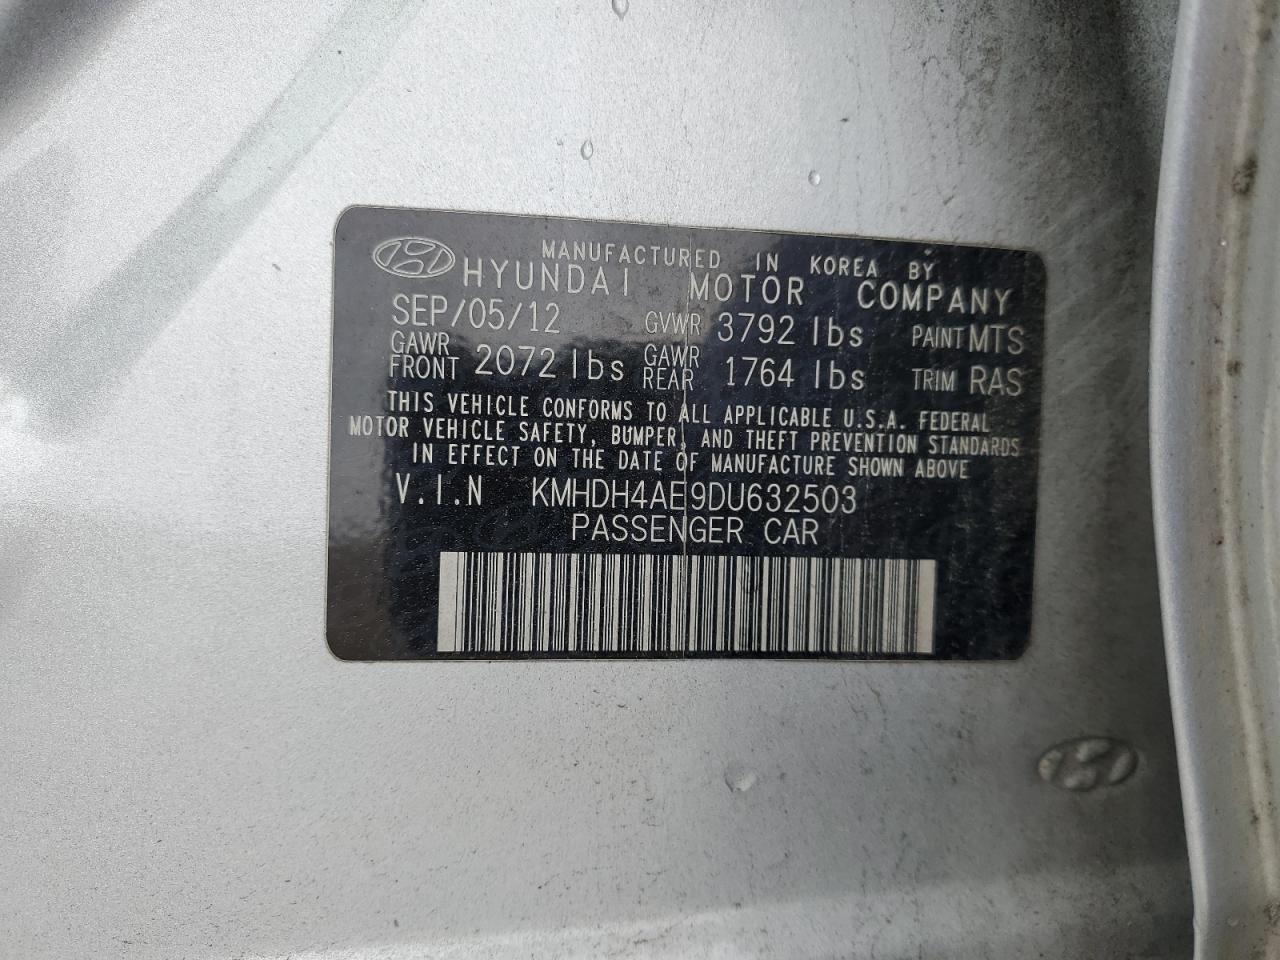 MANUFACTURED IN KOREA BY
HYUNDAI MOTOR COMPANY
SEP/05/12 GVWR 3792 lbs PAINT MTS
GAWR FRONT 2072 lbs GAWR REAR 1764 lbs TRIM RAS
THIS VEHICLE CONFORMS TO ALL APPLICABLE U.S.A. FEDERAL
MOTOR VEHICLE SAFETY, BUMPER, AND THEFT PREVENTION STANDARDS
IN EFFECT ON THE DATE OF MANUFACTURE SHOWN ABOVE
V.I.N KMHDH4AE9DU632503
PASSENGER CAR